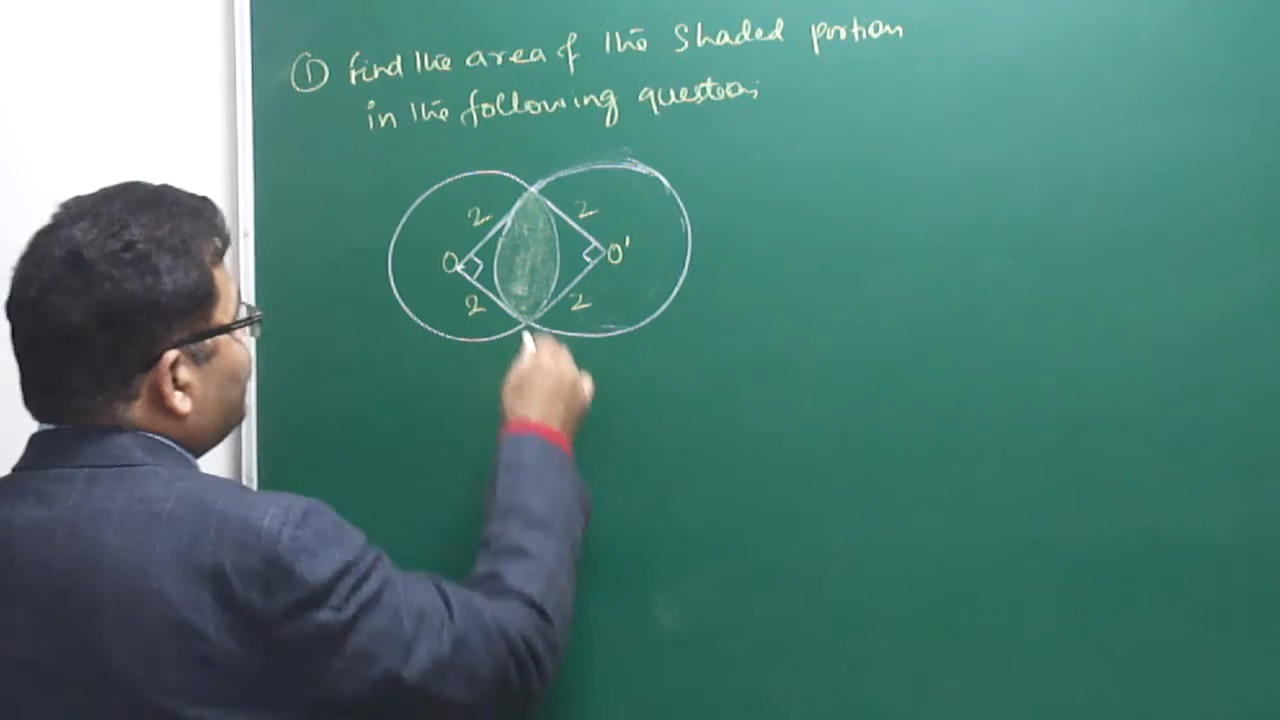 ① Find the area of the shaded portion
in the following question;
2 2
O O'
2 2